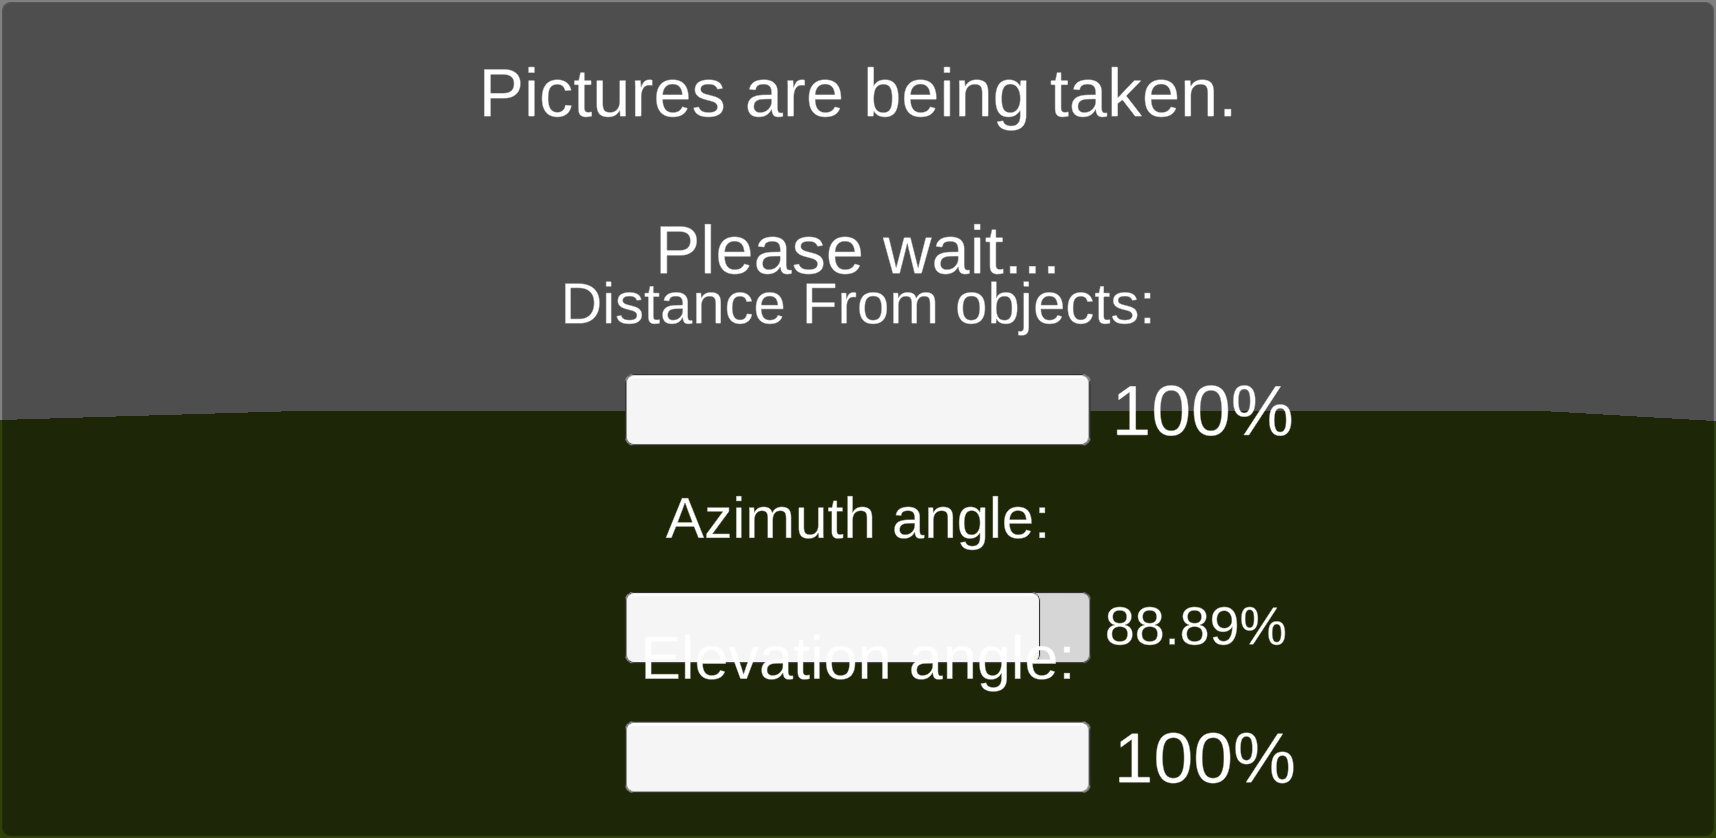 Pictures are being taken.
Please wait...
Distance From objects:
100%
Azimuth angle:
88.89%
Elevation angle:
100%